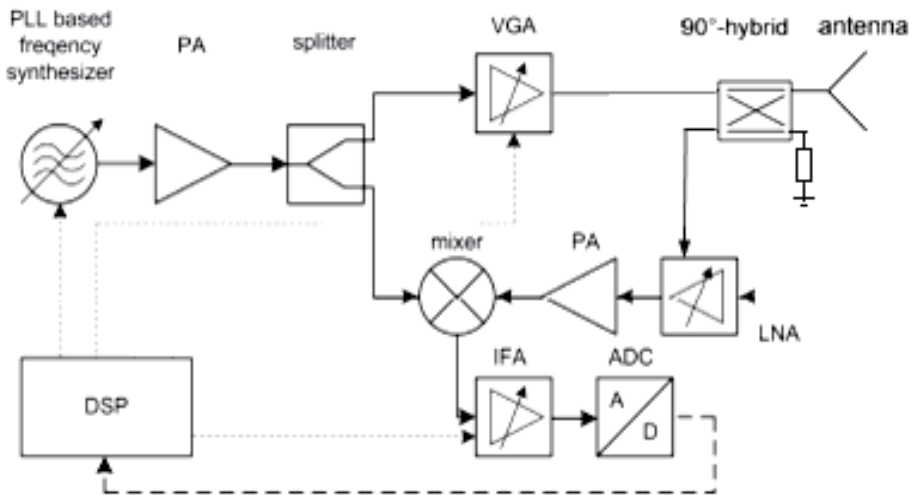 PLL based
freqency
synthesizer
PA
splitter
VGA
90°-hybrid
antenna
mixer
PA
LNA
DSP
IFA
ADC
A
D